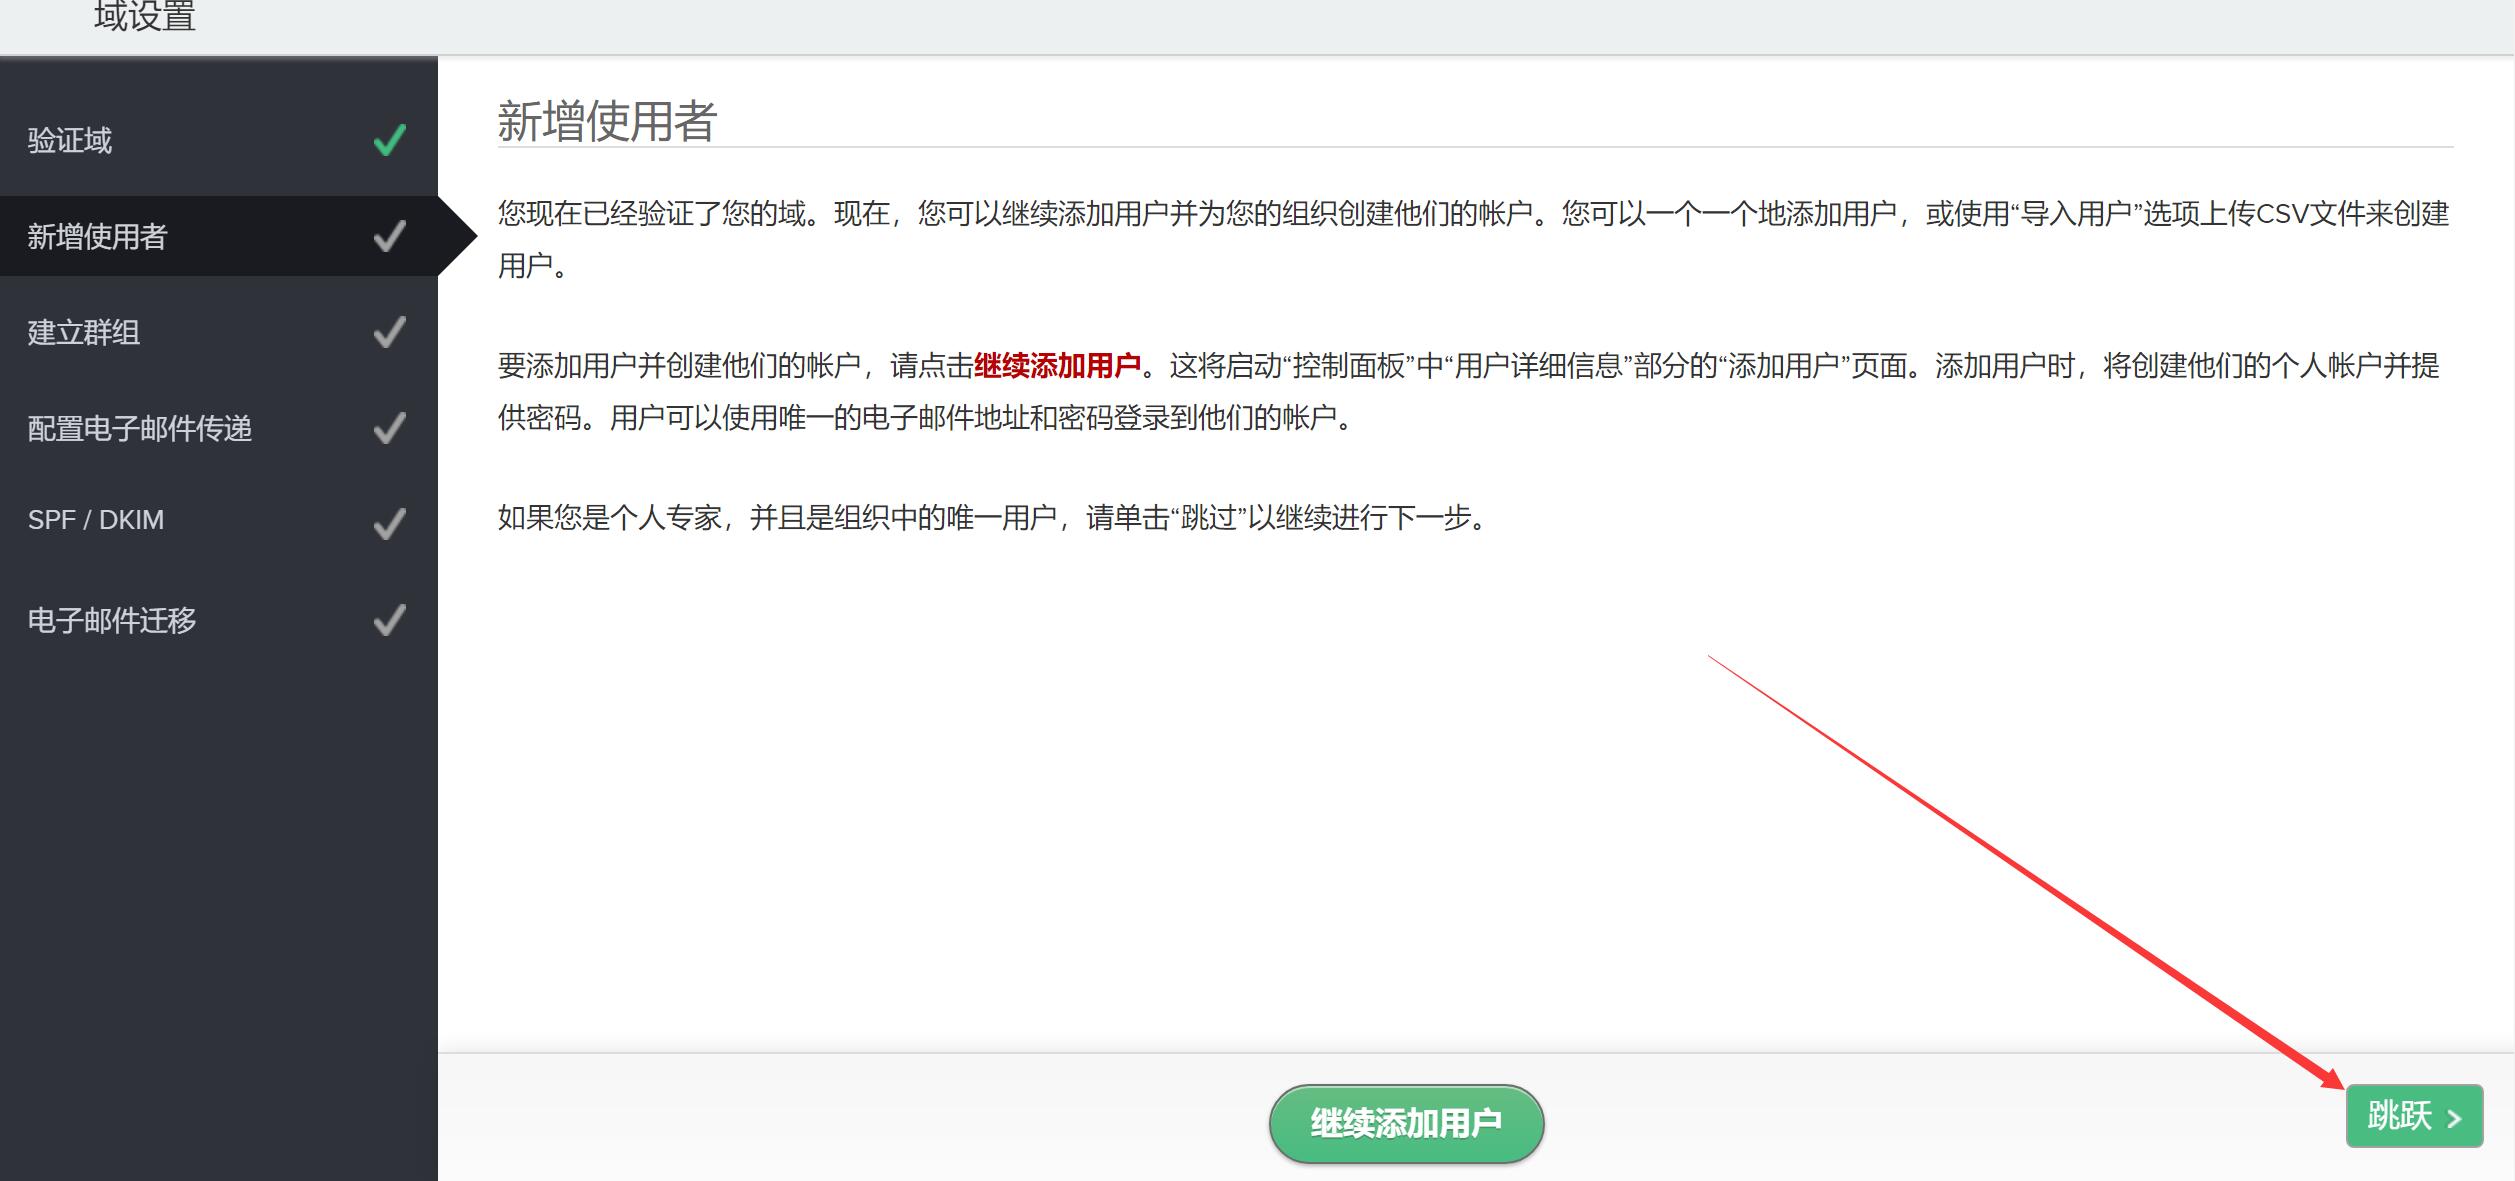 域设置
验证域
新增使用者
建立群组
配置电子邮件传递
SPF / DKIM
电子邮件迁移
新增使用者
您现在已经验证了您的域。现在，您可以继续添加用户并为您的组织创建他们的帐户。您可以一个一个地添加用户，或使用“导入用户”选项上传CSV文件来创建
用户。
要添加用户并创建他们的帐户，请点击继续添加用户。这将启动“控制面板”中“用户详细信息”部分的“添加用户”页面。添加用户时，将创建他们的个人帐户并提
供密码。用户可以使用唯一的电子邮件地址和密码登录到他们的帐户。
如果您是个人专家，并且是组织中的唯一用户，请单击“跳过”以继续进行下一步。
继续添加用户
跳跃